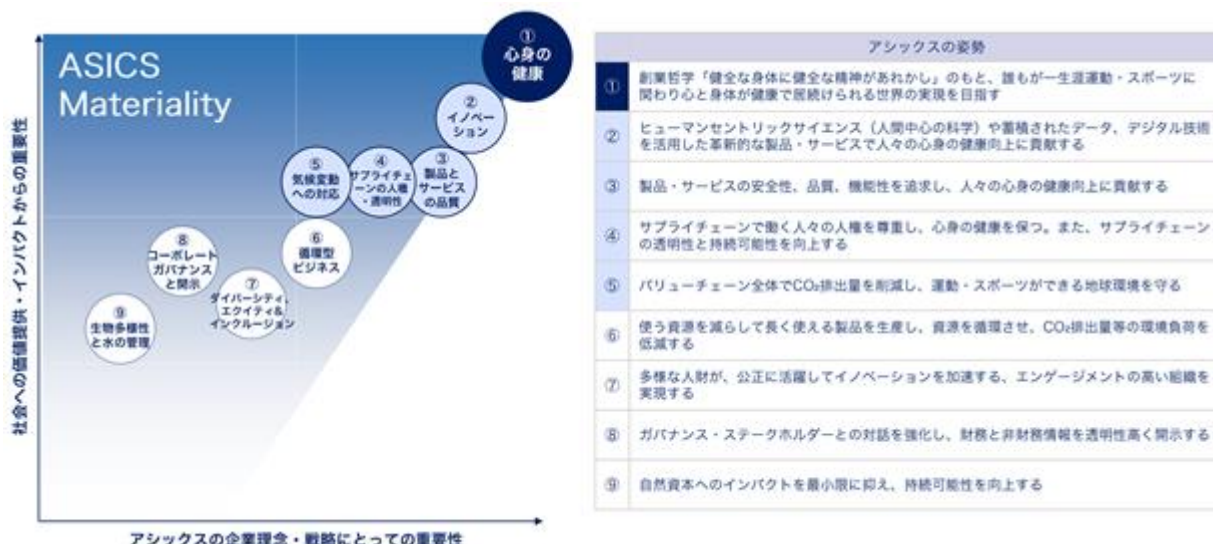 ASICS
Materiality
①
心身の
健康
②
イノベー
ション
③
製品と
サービス
の品質
④
サプライチェ
ーンの人権
・透明性
⑤
気候変動
への対応
⑥
循環型
ビジネス
⑧
コーポレート
ガバナンス
と開示
⑦
ダイバーシティ、
エクイティ&
インクルージョン
⑨
生物多様性
と水の管理
社会への価値提供・インパクトからの重要性
アシックスの企業理念・戦略にとっての重要性
アシックスの姿勢
① 創業哲学「健全な身体に健全な精神があれかし」のもと、誰もが一生涯運動・スポーツに
関わり心と身体が健康で居続けられる世界の実現を目指す
② ヒューマンセントリックサイエンス（人間中心の科学）や蓄積されたデータ、デジタル技術
を活用した革新的な製品・サービスで人々の心身の健康向上に貢献する
③ 製品・サービスの安全性、品質、機能性を追求し、人々の心身の健康向上に貢献する
④ サプライチェーンで働く人々の人権を尊重し、心身の健康を保つ。また、サプライチェーン
の透明性と持続可能性を向上する
⑤ バリューチェーン全体でCO₂排出量を削減し、運動・スポーツができる地球環境を守る
⑥ 使う資源を減らして長く使える製品を生産し、資源を循環させ、CO₂排出量等の環境負荷を
低減する
⑦ 多様な人財が、公正に活躍してイノベーションを加速する、エンゲージメントの高い組織を
実現する
⑧ ガバナンス・ステークホルダーとの対話を強化し、財務と非財務情報を透明性高く開示する
⑨ 自然資本へのインパクトを最小限に抑え、持続可能性を向上する